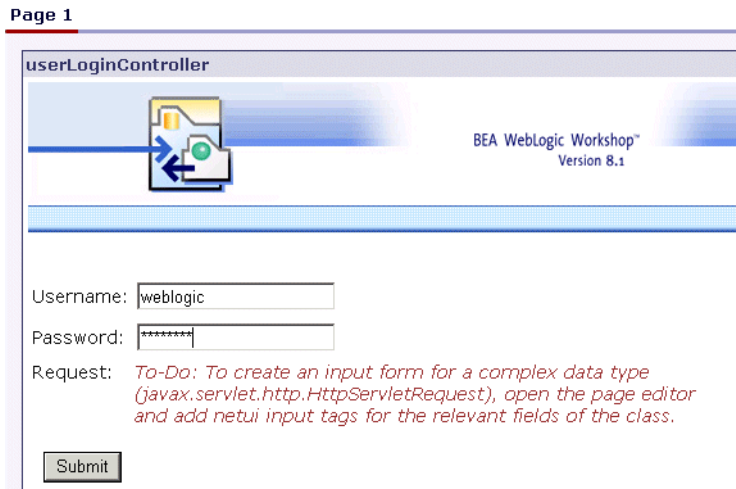 Page 1
userLoginController
BEA WebLogic Workshop™
Version 8.1
Username: weblogic
Password: ********
Request: To-Do: To create an input form for a complex data type
(javax.servlet.http.HttpServletRequest), open the page editor
and add netui input tags for the relevant fields of the class.
Submit